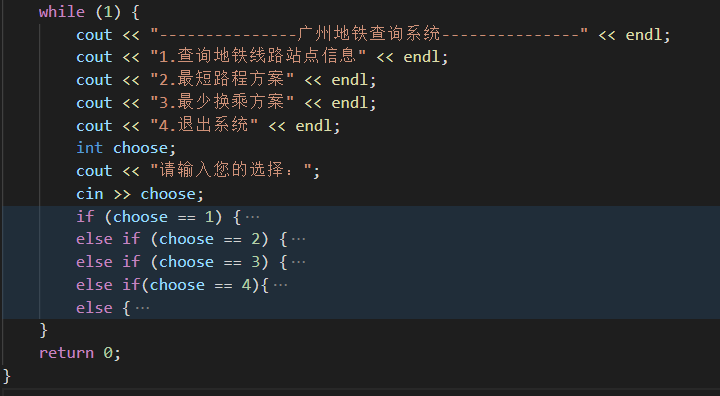 while (1) {
cout << "---------------广州地铁查询系统---------------" << endl;
cout << "1.查询地铁线路站点信息" << endl;
cout << "2.最短路程方案" << endl;
cout << "3.最少换乘方案" << endl;
cout << "4.退出系统" << endl;
int choose;
cout << "请输入您的选择：";
cin >> choose;
if (choose == 1) {⋯
else if (choose == 2) {⋯
else if (choose == 3) {⋯
else if(choose == 4){⋯
else {⋯
}
return 0;
}